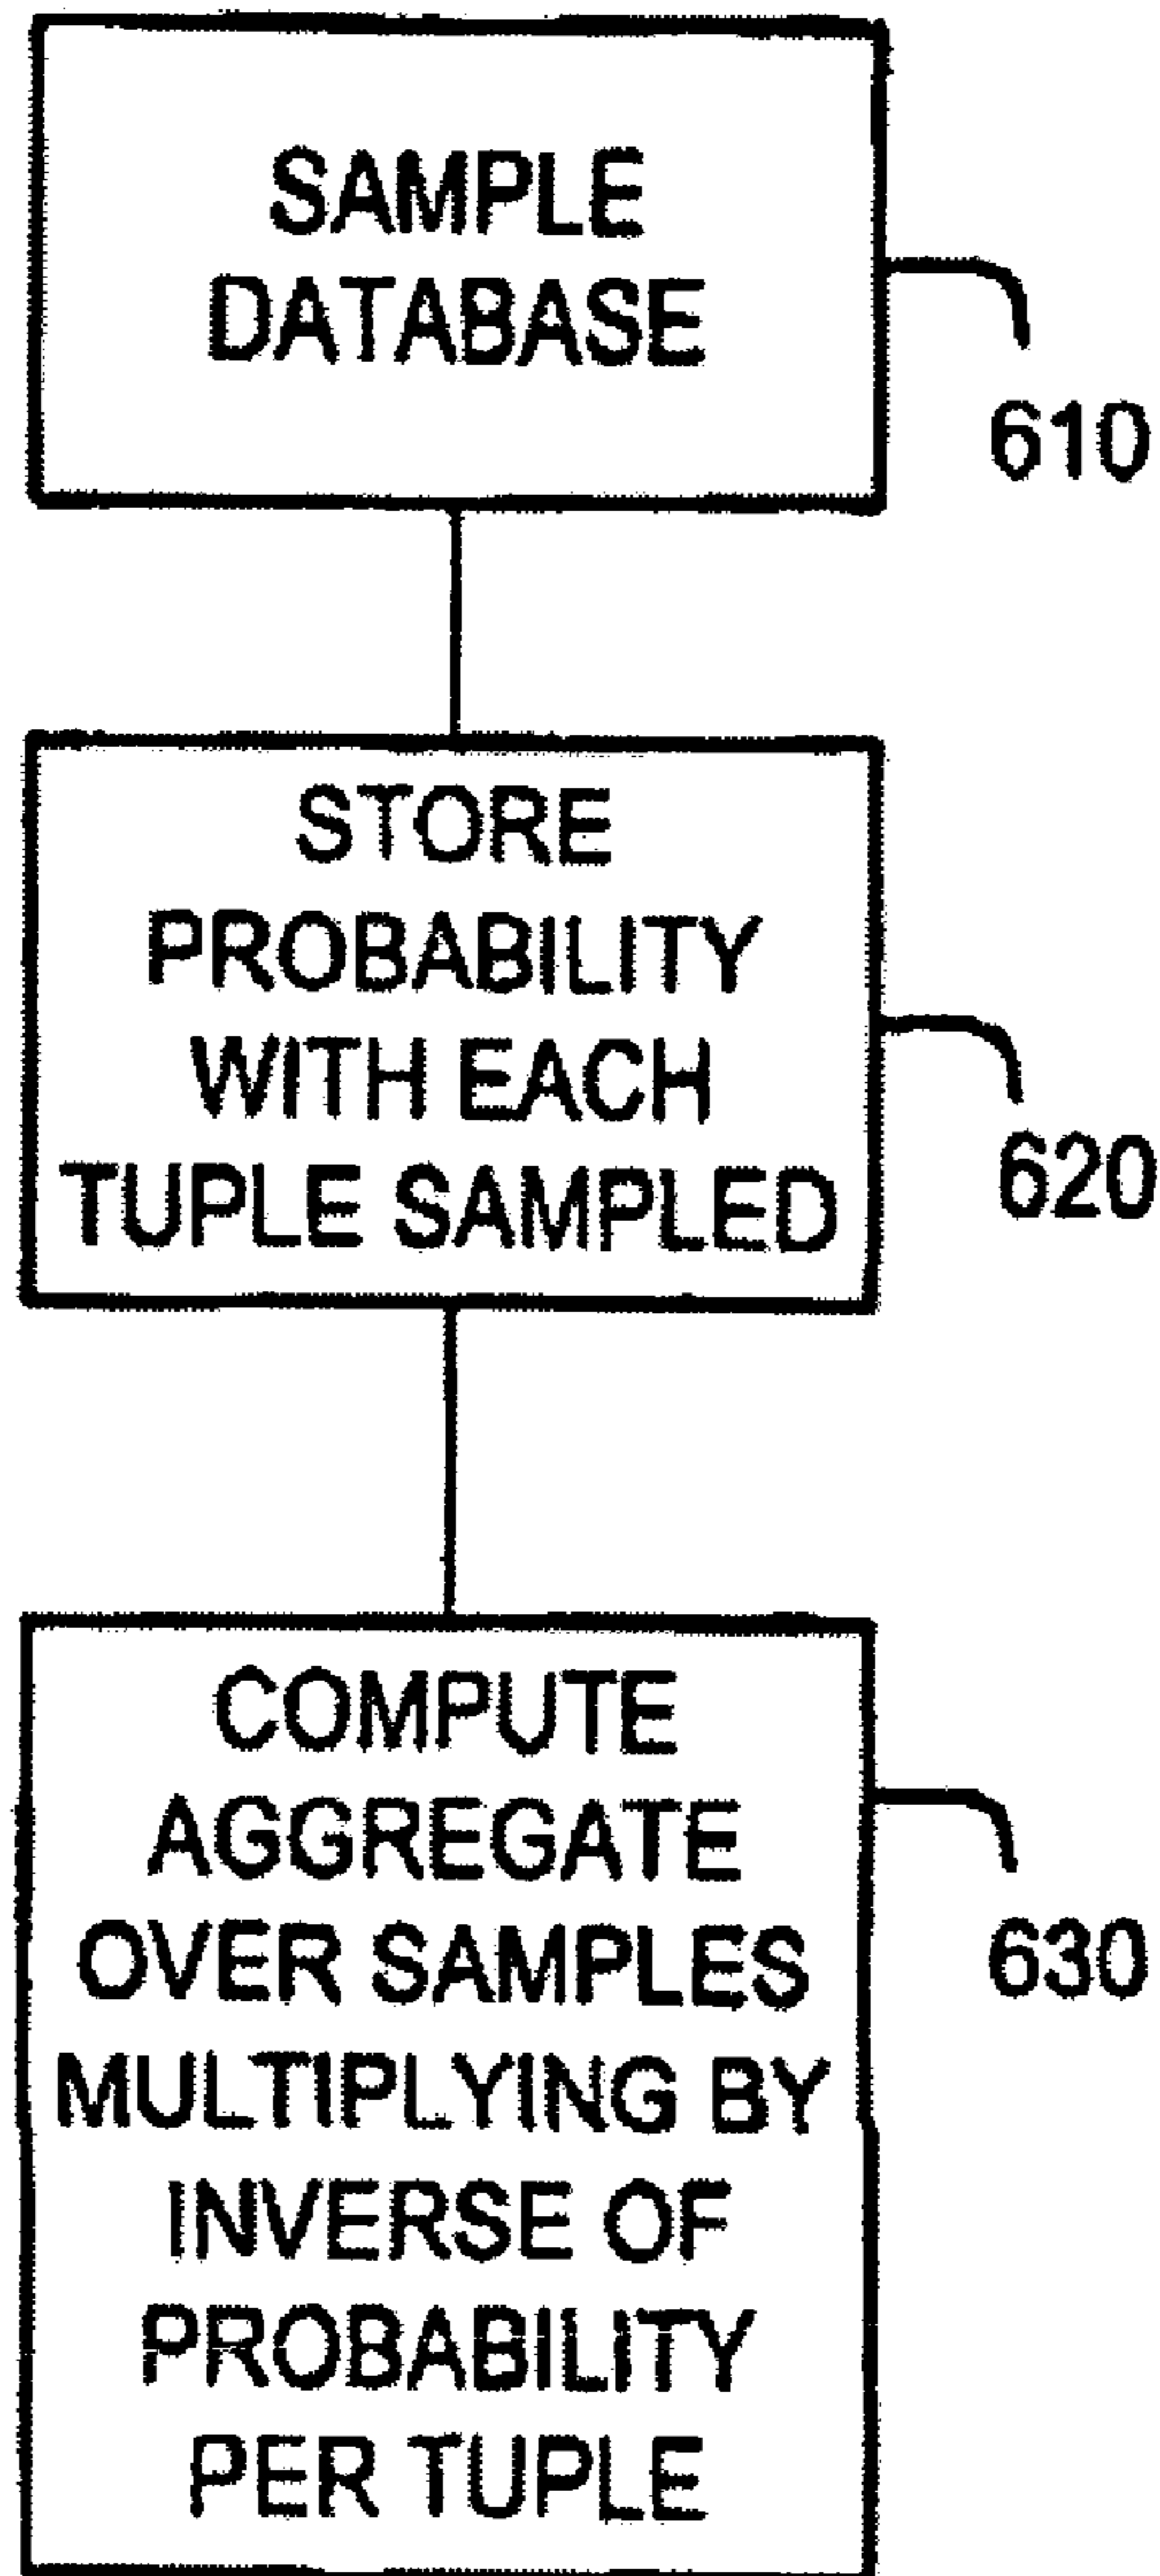 SAMPLE
DATABASE
610
STORE
PROBABILITY
WITH EACH
TUPLE SAMPLED
620
COMPUTE
AGGREGATE
OVER SAMPLES
MULTIPLYING BY
INVERSE OF
PROBABILITY
PER TUPLE
630